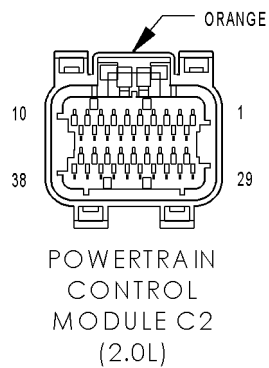 ORANGE
10 1
38 29
POWERTRAIN
CONTROL
MODULE C2
(2.0L)